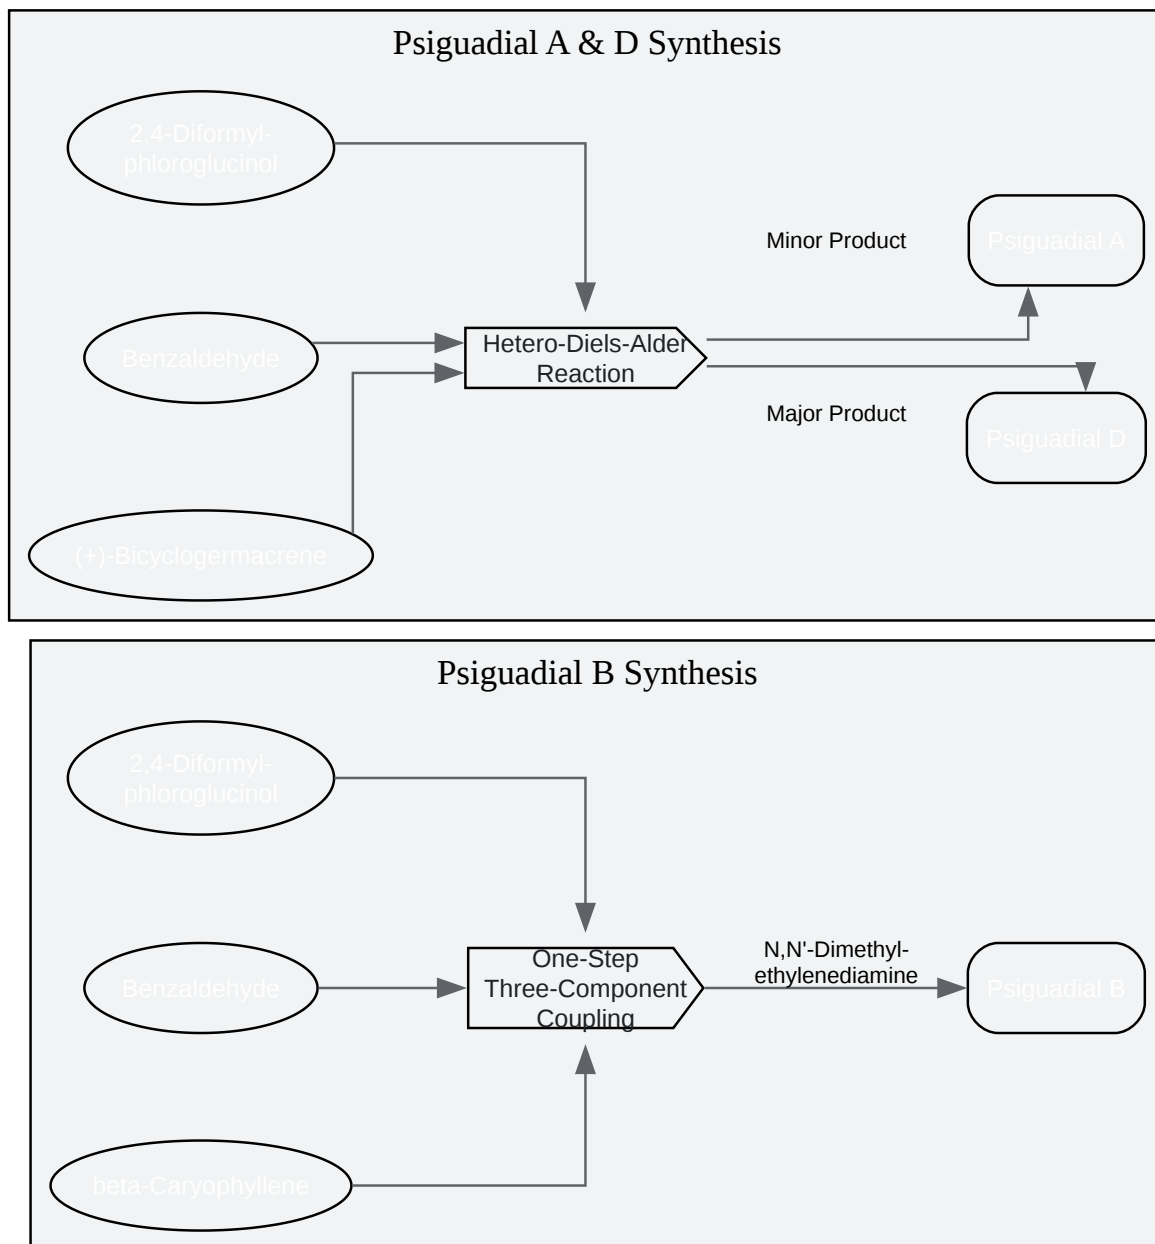 Psiguadial A & D Synthesis
2,4-Diformyl-
phloroglucinol
Minor Product
Psiguadial A
Benzaldehyde
Hetero-Diels-Alder
Reaction
Major Product
Psiguadial D
(+)-Bicyclogermacrene
Psiguadial B Synthesis
2,4-Diformyl-
phloroglucinol
Benzaldehyde
One-Step
Three-Component
Coupling
N,N'-Dimethyl-
ethylenediamine
Psiguadial B
beta-Caryophyllene